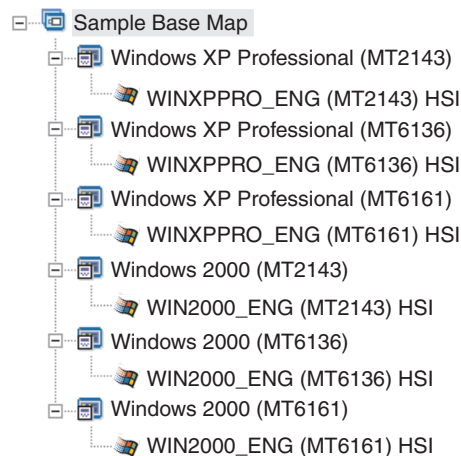 Sample Base Map
Windows XP Professional (MT2143)
WINXPPRO_ENG (MT2143) HSI
Windows XP Professional (MT6136)
WINXPPRO_ENG (MT6136) HSI
Windows XP Professional (MT6161)
WINXPPRO_ENG (MT6161) HSI
Windows 2000 (MT2143)
WIN2000_ENG (MT2143) HSI
Windows 2000 (MT6136)
WIN2000_ENG (MT6136) HSI
Windows 2000 (MT6161)
WIN2000_ENG (MT6161) HSI